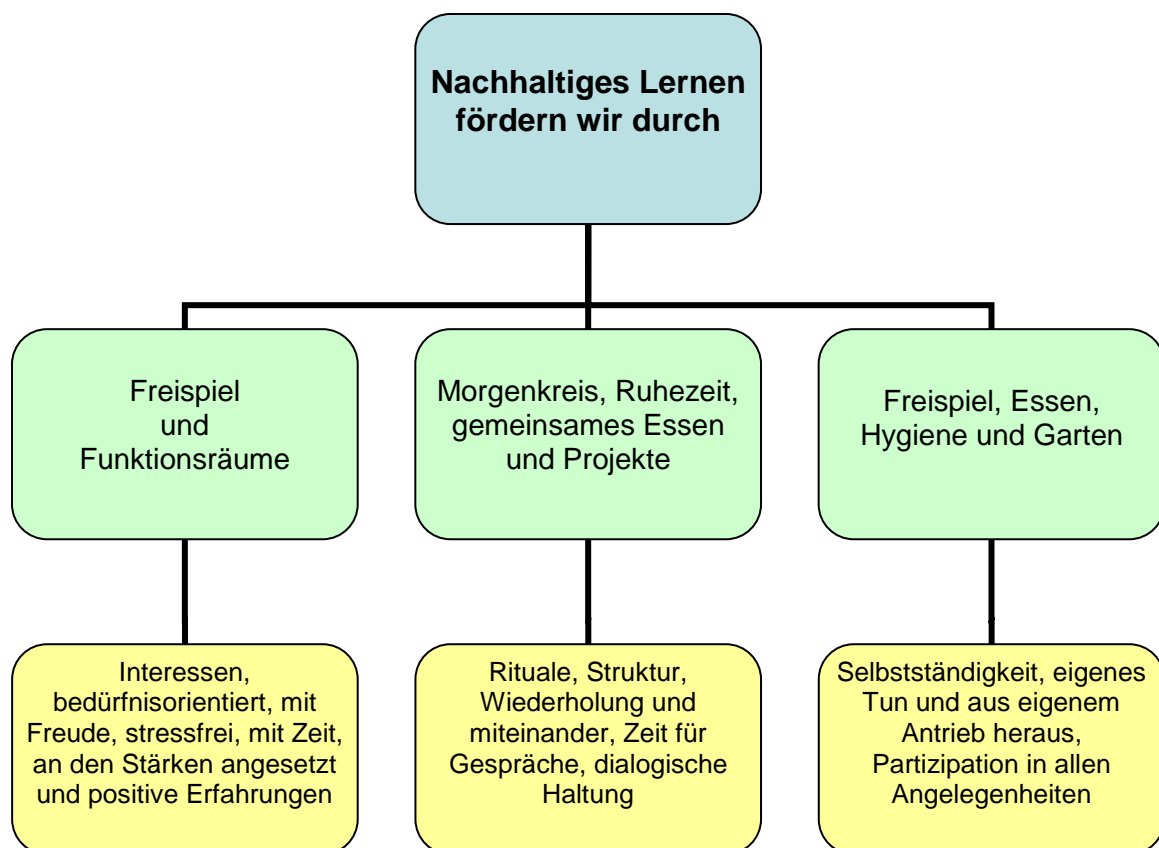 Nachhaltiges Lernen
fördern wir durch
Freispiel
und
Funktionsräume
Morgenkreis, Ruhezeit,
gemeinsames Essen
und Projekte
Freispiel, Essen,
Hygiene und Garten
Interessen,
bedürfnisorientiert, mit
Freude, stressfrei, mit Zeit,
an den Stärken angesetzt
und positive Erfahrungen
Rituale, Struktur,
Wiederholung und
miteinander, Zeit für
Gespräche, dialogische
Haltung
Selbstständigkeit, eigenes
Tun und aus eigenem
Antrieb heraus,
Partizipation in allen
Angelegenheiten